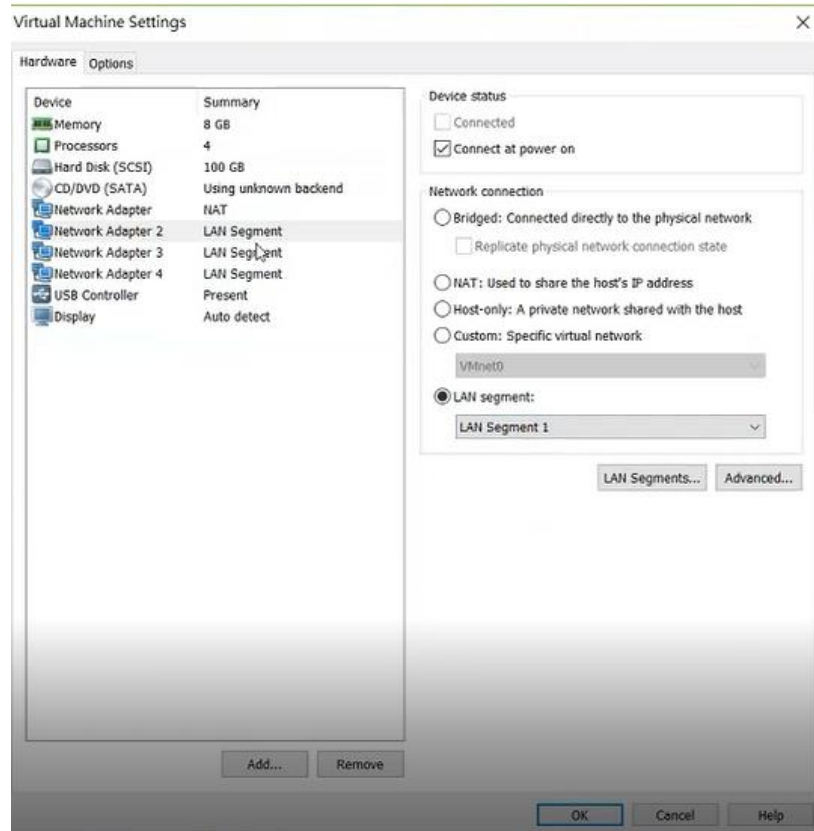 Virtual Machine Settings
Hardware Options
Device Summary
Memory 8 GB
Processors 4
Hard Disk (SCSI) 100 GB
CD/DVD (SATA) Using unknown backend
Network Adapter NAT
Network Adapter 2 LAN Segment
Network Adapter 3 LAN Segment
Network Adapter 4 LAN Segment
USB Controller Present
Display Auto detect
Add... Remove
Device status
Connected
Connect at power on
Network connection
Bridged: Connected directly to the physical network
Replicate physical network connection state
NAT: Used to share the host's IP address
Host-only: A private network shared with the host
Custom: Specific virtual network
VMnet0
LAN segment:
LAN Segment 1
LAN Segments... Advanced...
OK Cancel Help